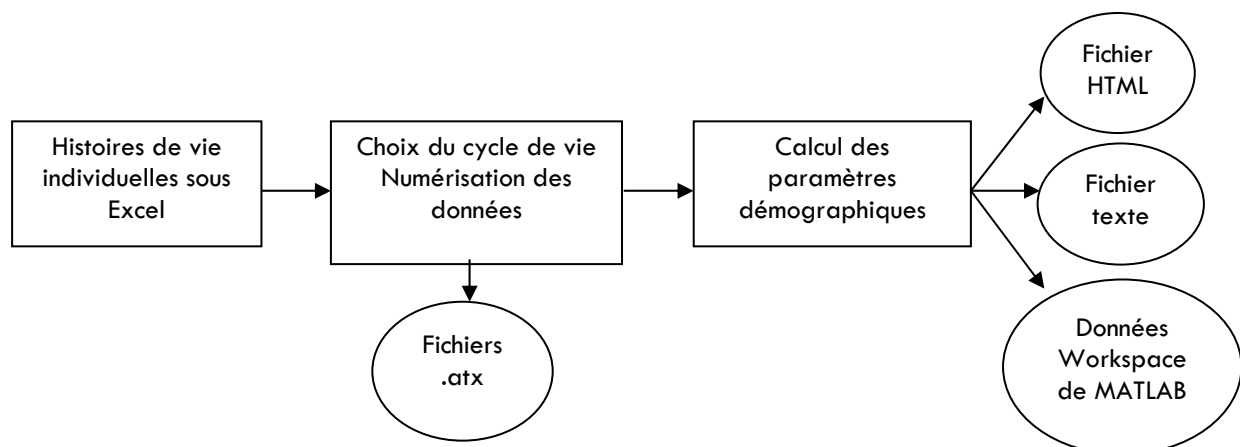 Histoires de vie
individuelles sous
Excel
Choix du cycle de vie
Numérisation des
données
Fichiers
.atx
Calcul des
paramètres
démographiques
Fichier
HTML
Fichier
texte
Données
Workspace
de MATLAB